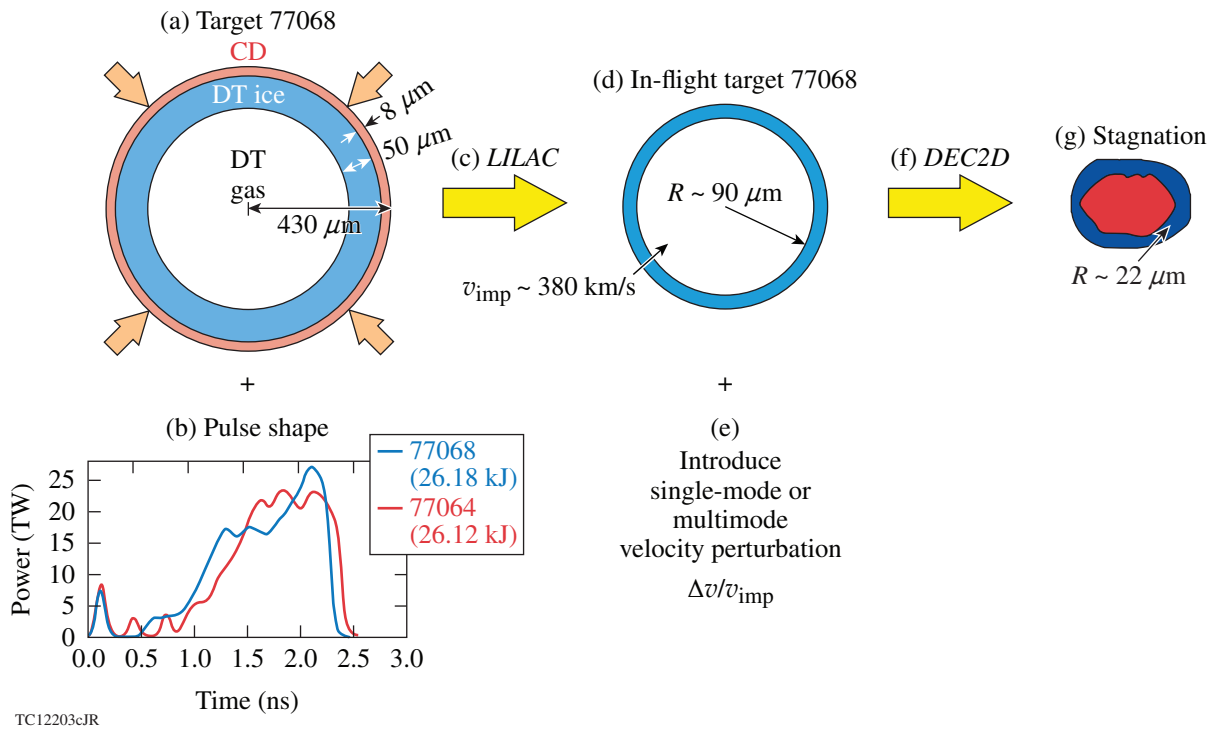 (a) Target 77068
CD
DT ice
8 μm
50 μm
DT
gas
430 μm
(c) LILAC
(d) In-flight target 77068
R ~ 90 μm
v_imp ~ 380 km/s
(f) DEC2D
(g) Stagnation
R ~ 22 μm
+
(b) Pulse shape
77068
(26.18 kJ)
77064
(26.12 kJ)
Power (TW)
25
20
15
10
5
0
0.0 0.5 1.0 1.5 2.0 2.5 3.0
Time (ns)
+
(e)
Introduce
single-mode or
multimode
velocity perturbation
Δv/v_imp
TC12203cJR